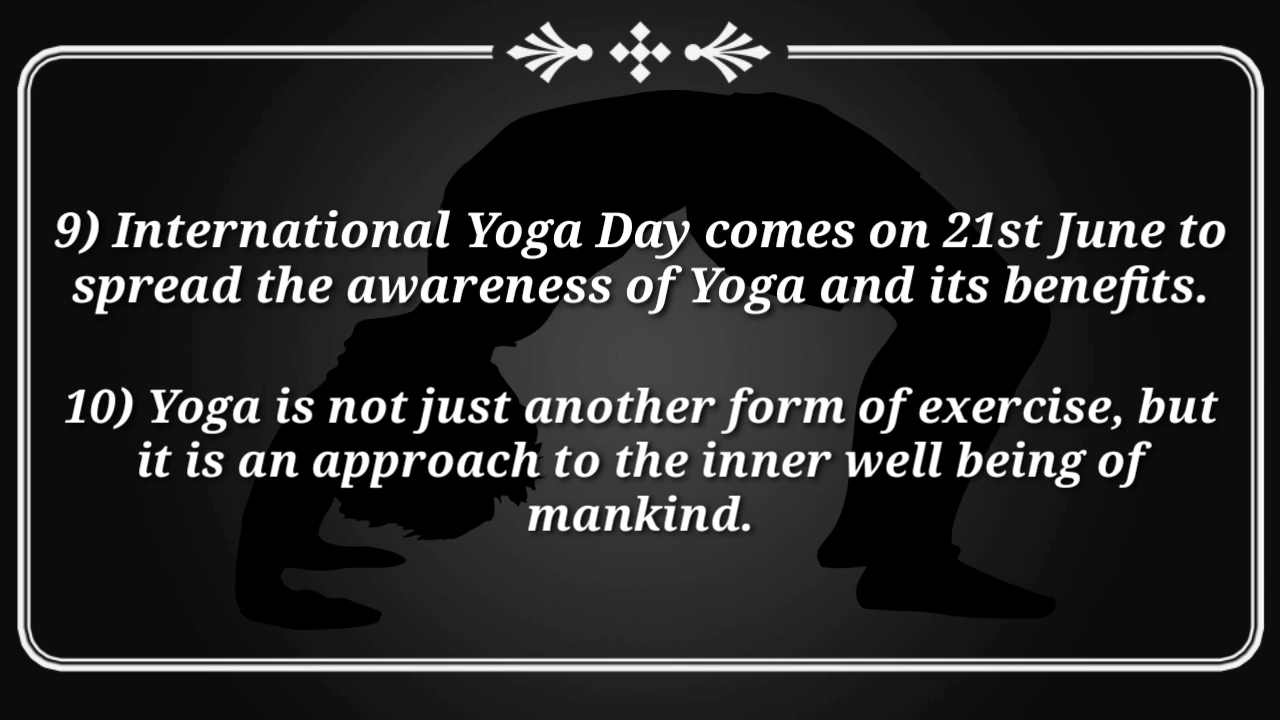 9) International Yoga Day comes on 21st June to
spread the awareness of Yoga and its benefits.
10) Yoga is not just another form of exercise, but
it is an approach to the inner well being of
mankind.